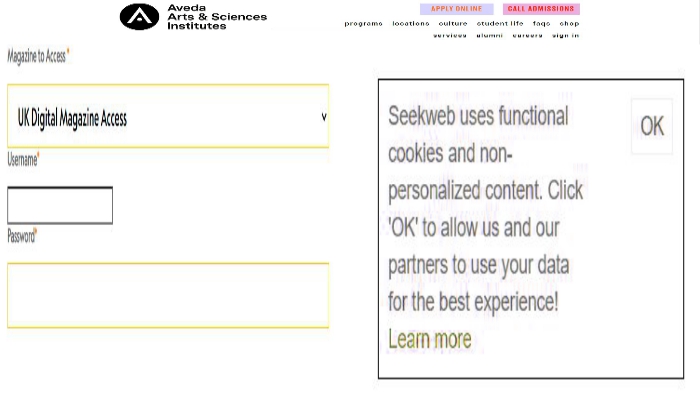 Aveda
Arts & Sciences
Institutes
APPLY ONLINE
CALL ADMISSIONS
programs locations culture student life faqs shop
services alumni careers sign in
Magazine to Access*
UK Digital Magazine Access
Username*
Password*
Seekweb uses functional
cookies and non-
personalized content. Click
'OK' to allow us and our
partners to use your data
for the best experience!
Learn more
OK